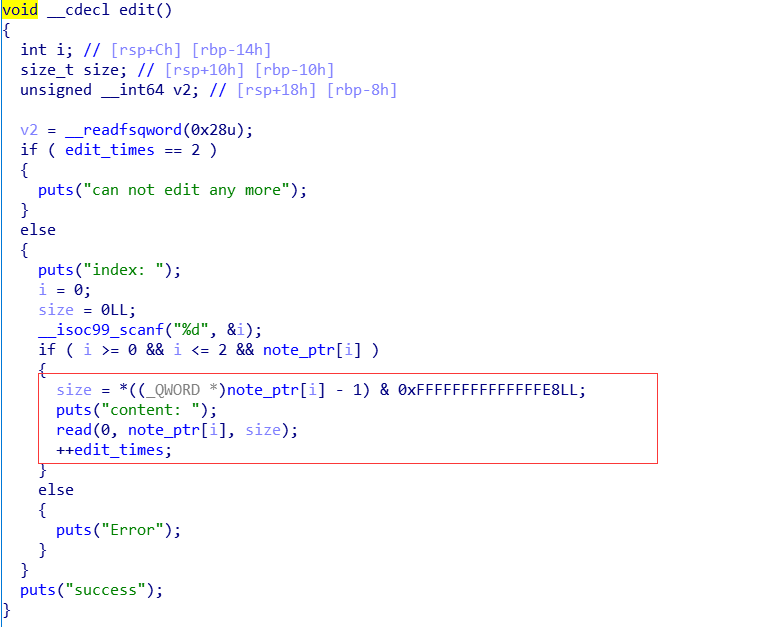 void __cdecl edit()
{
  int i; // [rsp+Ch] [rbp-14h]
  size_t size; // [rsp+10h] [rbp-10h]
  unsigned __int64 v2; // [rsp+18h] [rbp-8h]

  v2 = __readfsqword(0x28u);
  if ( edit_times == 2 )
  {
    puts("can not edit any more");
  }
  else
  {
    puts("index: ");
    i = 0;
    size = 0LL;
    __isoc99_scanf("%d", &i);
    if ( i >= 0 && i <= 2 && note_ptr[i] )
    {
      size = *((_QWORD *)note_ptr[i] - 1) & 0xFFFFFFFFFFFFFFE8LL;
      puts("content: ");
      read(0, note_ptr[i], size);
      ++edit_times;
    }
    else
    {
      puts("Error");
    }
  }
  puts("success");
}